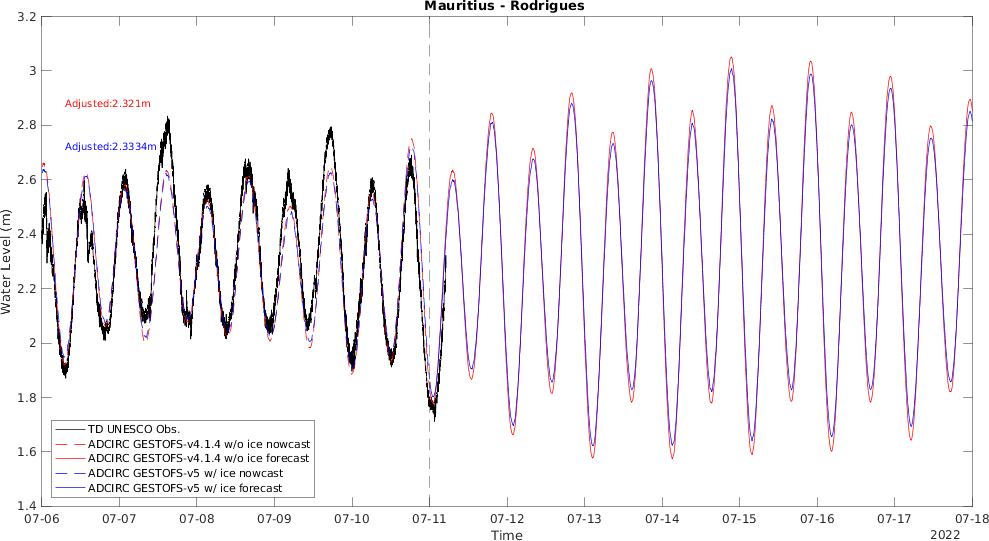 Mauritius - Rodrigues
3.2
3
2.8
2.6
2.4
2.2
2
1.8
1.6
1.4
Water Level (m)
Adjusted:2.321m
Adjusted:2.3334m
TD UNESCO Obs.
ADCIRC GESTOFS-v4.1.4 w/o ice nowcast
ADCIRC GESTOFS-v4.1.4 w/o ice forecast
ADCIRC GESTOFS-v5 w/ ice nowcast
ADCIRC GESTOFS-v5 w/ ice forecast
07-06 07-07 07-08 07-09 07-10 07-11 07-12 07-13 07-14 07-15 07-16 07-17 07-18
Time
2022